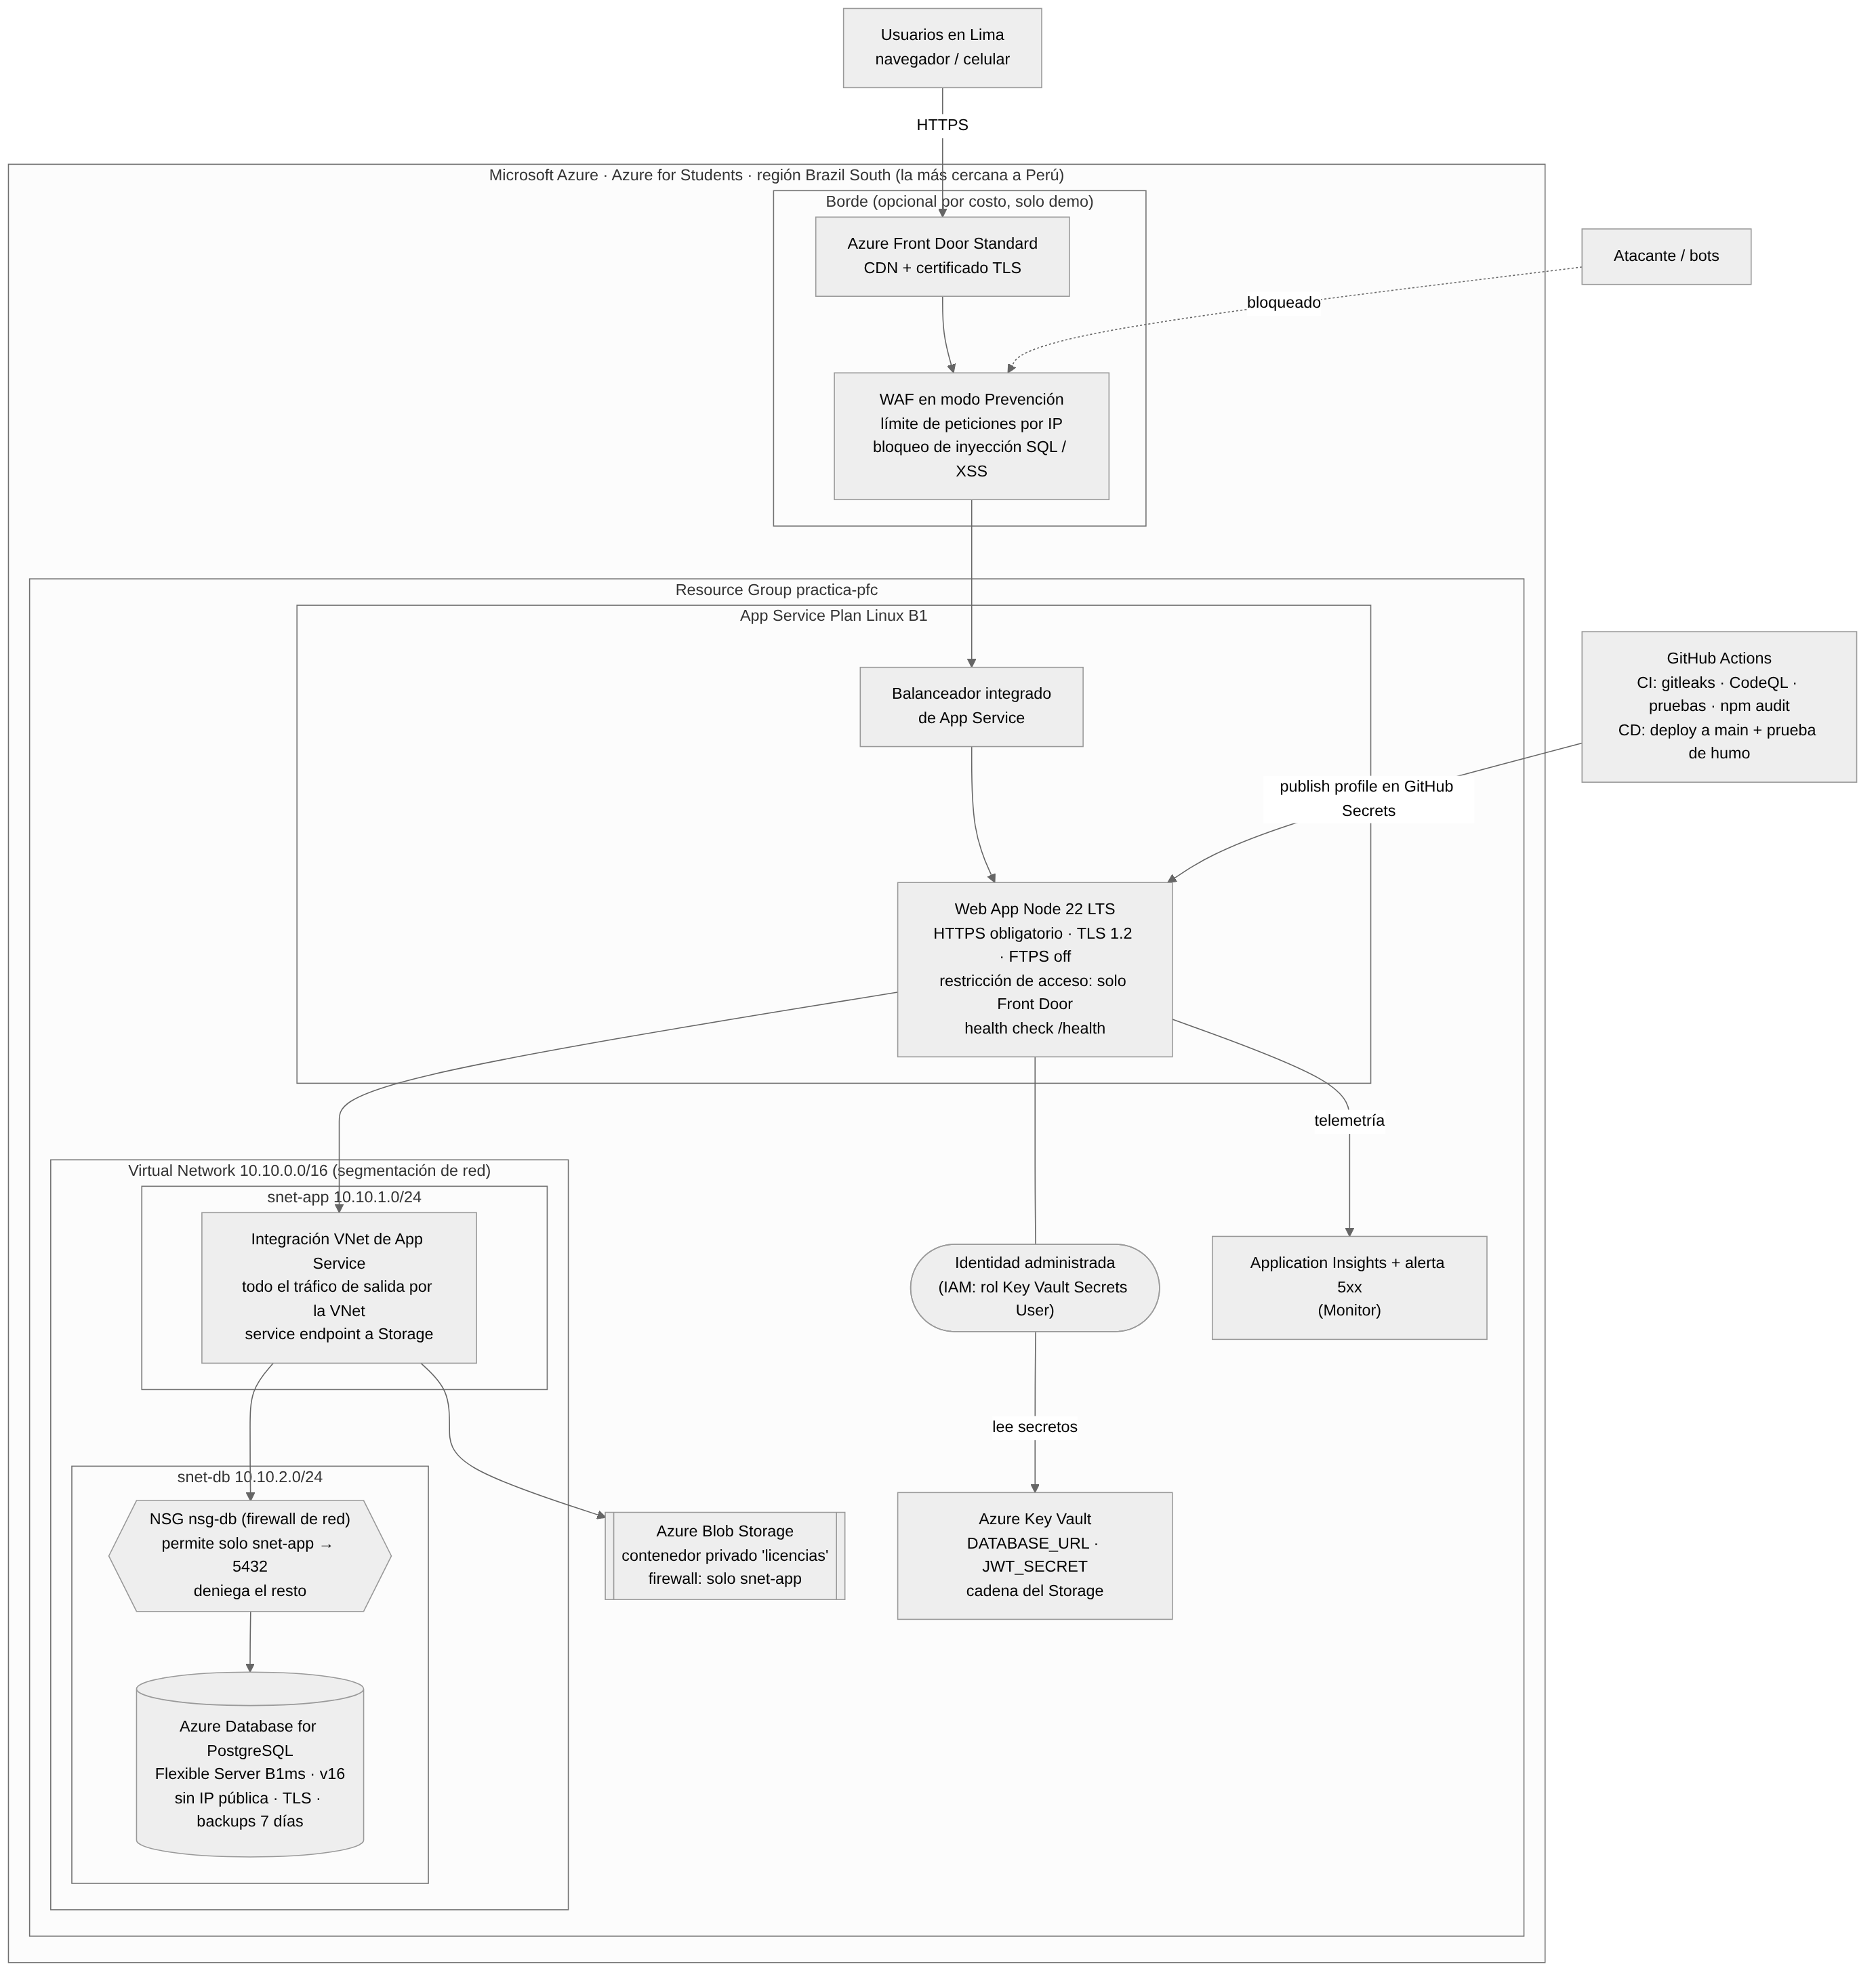 Usuarios en Lima
navegador / celular
HTTPS
Microsoft Azure · Azure for Students · región Brazil South (la más cercana a Perú)
Borde (opcional por costo, solo demo)
Azure Front Door Standard
CDN + certificado TLS
Atacante / bots
bloqueado
WAF en modo Prevención
límite de peticiones por IP
bloqueo de inyección SQL /
XSS
Resource Group practica-pfc
App Service Plan Linux B1
Balanceador integrado
de App Service
GitHub Actions
CI: gitleaks · CodeQL ·
pruebas · npm audit
CD: deploy a main + prueba
de humo
publish profile en GitHub
Secrets
Web App Node 22 LTS
HTTPS obligatorio · TLS 1.2
· FTPS off
restricción de acceso: solo
Front Door
health check /health
telemetría
Virtual Network 10.10.0.0/16 (segmentación de red)
snet-app 10.10.1.0/24
Integración VNet de App
Service
todo el tráfico de salida por
la VNet
service endpoint a Storage
Identidad administrada
(IAM: rol Key Vault Secrets
User)
Application Insights + alerta
5xx
(Monitor)
lee secretos
snet-db 10.10.2.0/24
NSG nsg-db (firewall de red)
permite solo snet-app →
5432
deniega el resto
Azure Blob Storage
contenedor privado 'licencias'
firewall: solo snet-app
Azure Key Vault
DATABASE_URL ·
JWT_SECRET
cadena del Storage
Azure Database for
PostgreSQL
Flexible Server B1ms · v16
sin IP pública · TLS ·
backups 7 días